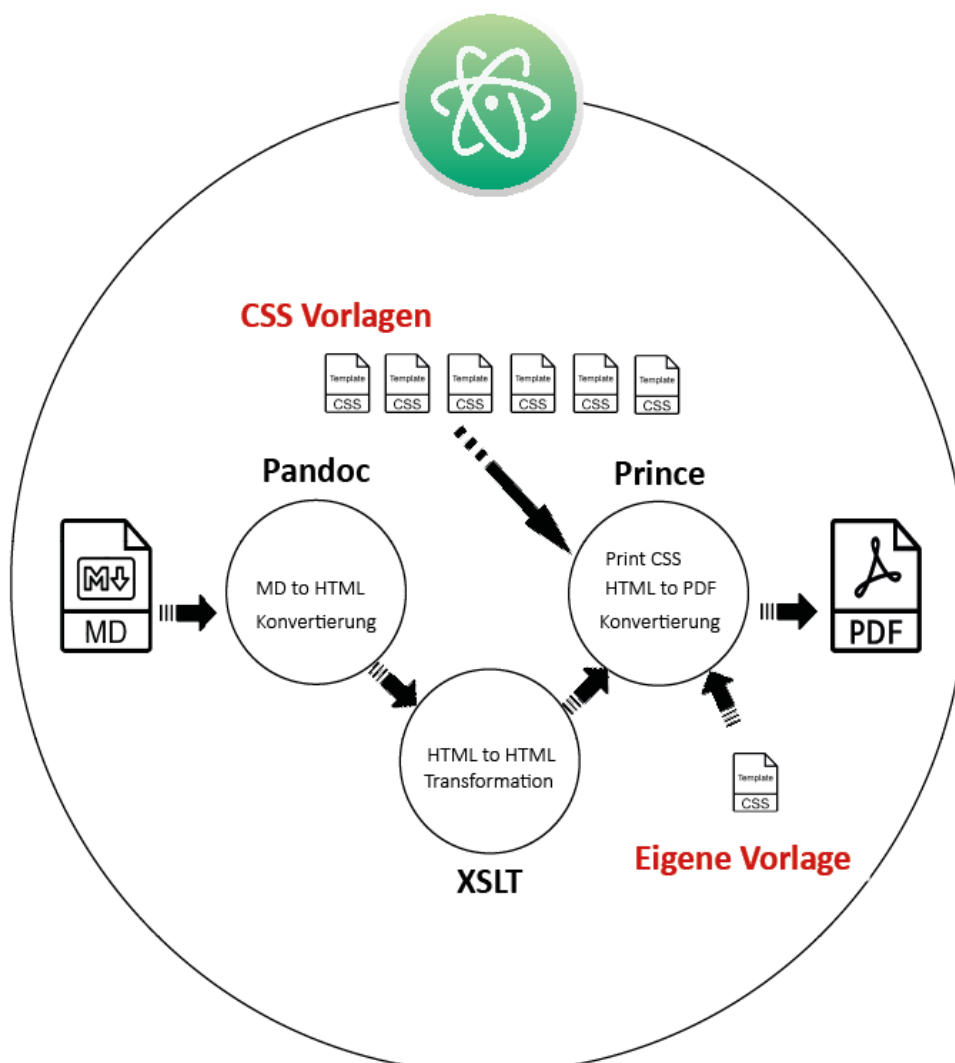 CSS Vorlagen
Template
CSS
Template
CSS
Template
CSS
Template
CSS
Template
CSS
Template
CSS
Pandoc
Prince
MD
MD to HTML
Konvertierung
Print CSS
HTML to PDF
Konvertierung
PDF
HTML to HTML
Transformation
XSLT
Template
CSS
Eigene Vorlage